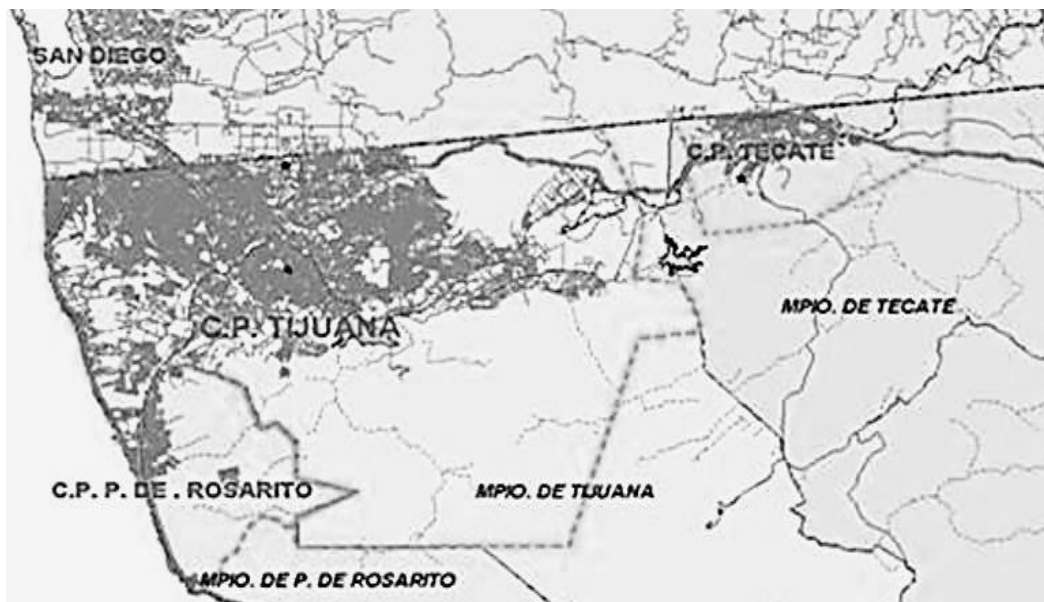 SAN DIEGO
C.P. TECATE
MPIO. DE TECATE
C.P. TIJUANA
C.P. P. DE . ROSARITO
MPIO. DE TIJUANA
MPIO. DE P. DE ROSARITO